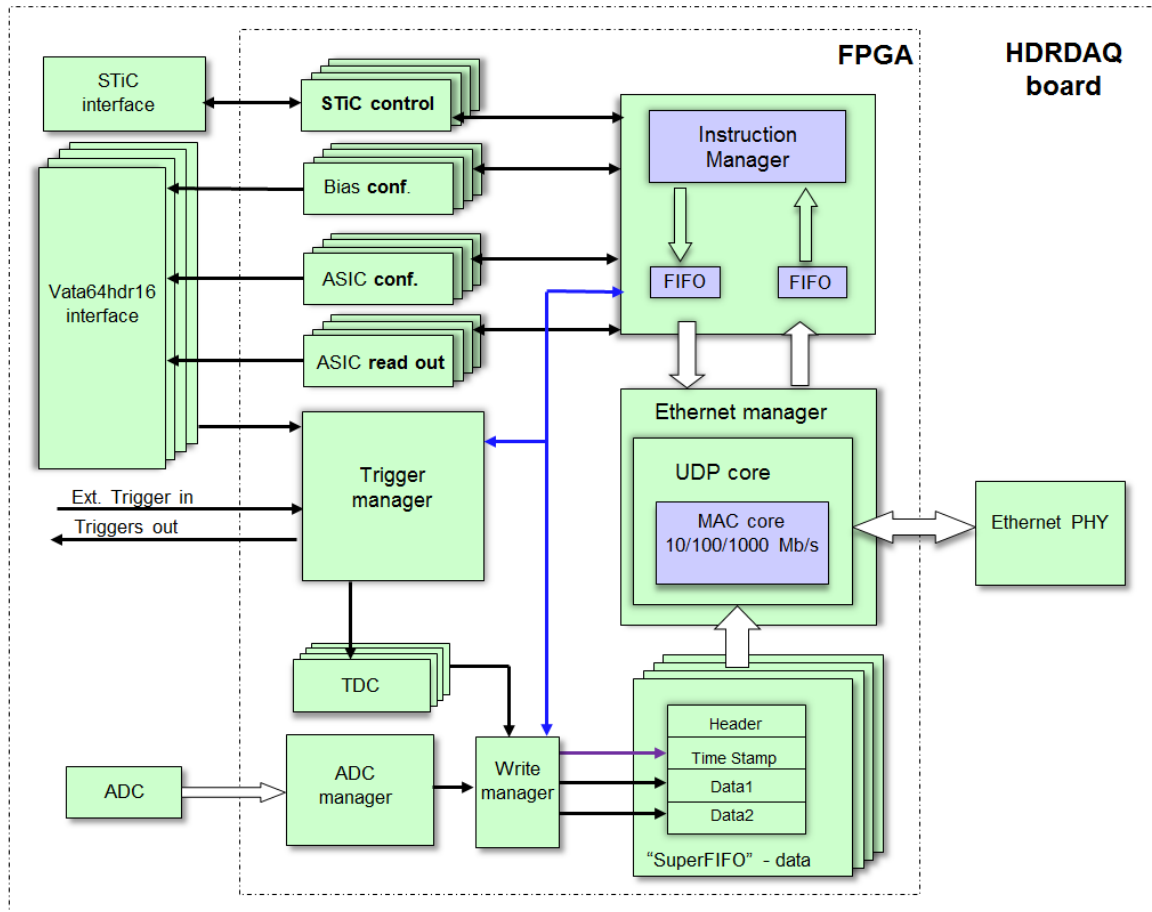 FPGA
HDRDAQ
board
STiC
interface
STiC control
Instruction
Manager
Bias conf.
Vata64hdr16
interface
ASIC
conf.
FIFO
FIFO
ASIC read out
Ethernet manager
Trigger
manager
UDP core
Ext. Trigger in
Triggers out
MAC core
10/100/1000 Mb/s
Ethernet PHY
TDC
Header
Time Stamp
Data1
Data2
ADC
ADC
manager
Write
manager
“SuperFIFO” - data